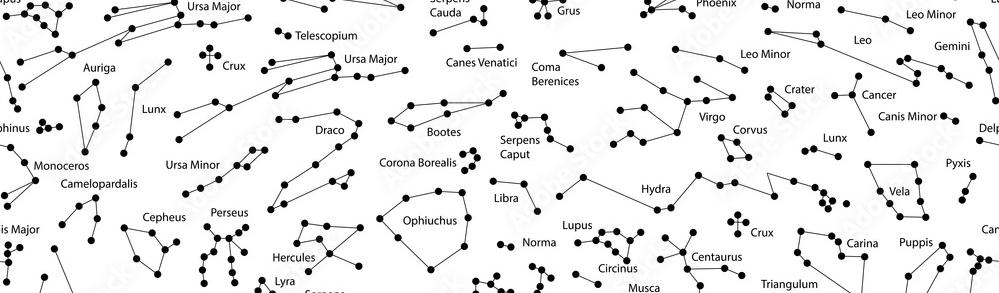 Ursa Major
Serpens
Cauda
Grus
Phoenix
Norma
Leo Minor
Telescopium
Leo
Gemini
Ursa Major
Crux
Auriga
Canes Venatici
Coma
Berenices
Leo Minor
Lunx
Crater
Cancer
Canis Minor
Virgo
phinus
Draco
Bootes
Serpens
Caput
Corvus
Lunx
Delp
Monoceros
Ursa Minor
Corona Borealis
Pyxis
Camelopardalis
Libra
Hydra
Vela
Cepheus
Perseus
Ophiuchus
is Major
Lupus
Norma
Crux
Carina
Puppis
Can
Hercules
Circinus
Centaurus
Lyra
Musca
Triangulum